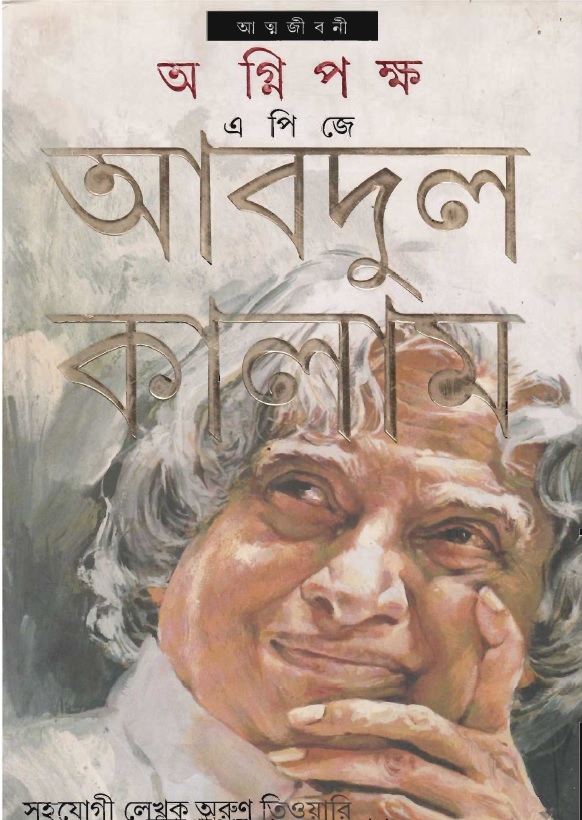 আত্মজীবনী
অগ্নিপক্ষ
এ পি জে
আবদুল
কালাম
সহযোগী লেখক অরুণ তিওয়ারি